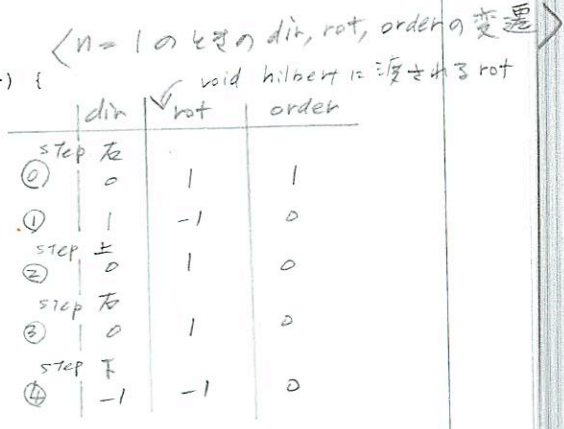 <n=1のときのdir, rot, orderの変遷>
) {
void hilbertに渡されるrot
dir rot order
step 右
⓪ 0 1 1
① 1 -1 0
step 上
② 0 1 0
step 右
③ 0 1 0
step 下
④ -1 -1 0